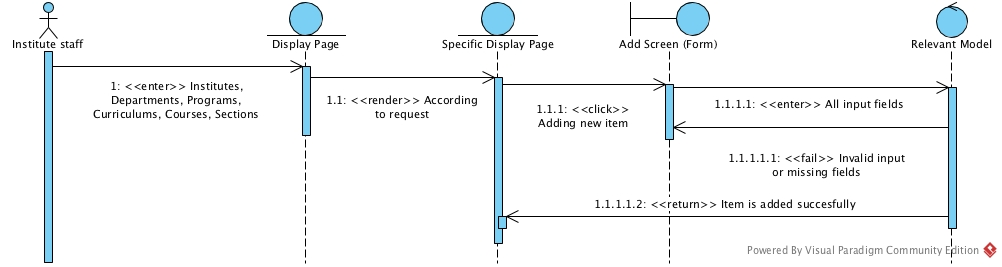 Institute staff
Display Page
Specific Display Page
Add Screen (Form)
Relevant Model
1: <<enter>> Institutes,
Departments, Programs,
Curriculums, Courses, Sections
1.1: <<render>> According
to request
1.1.1: <<click>>
Adding new item
1.1.1.1: <<enter>> All input fields
1.1.1.1.1: <<fail>> Invalid input
or missing fields
1.1.1.1.2: <<return>> Item is added succesfully
Powered By Visual Paradigm Community Edition